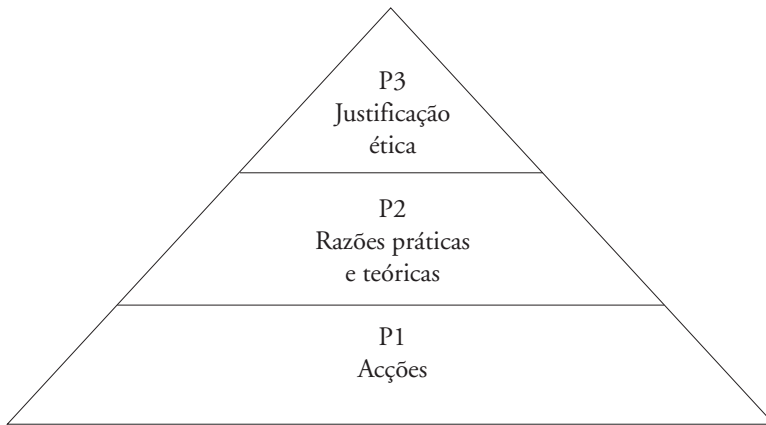 P3
Justificação
ética
P2
Razões práticas
e teóricas
P1
Acções